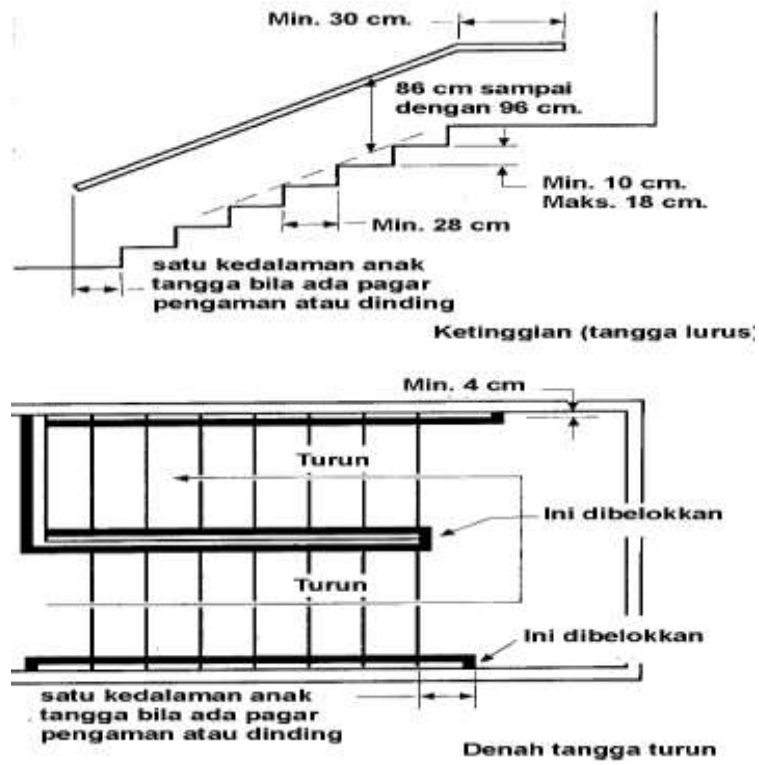 Min. 30 cm.
86 cm sampai
dengan 96 cm.
Min. 10 cm.
Maks. 18 cm.
Min. 28 cm
satu kedalaman anak
tangga bila ada pagar
pengaman atau dinding
Ketinggian (tangga lurus)
Min. 4 cm
Turun
Ini dibelokkan
Turun
Ini dibelokkan
satu kedalaman anak
tangga bila ada pagar
pengaman atau dinding
Denah tangga turun